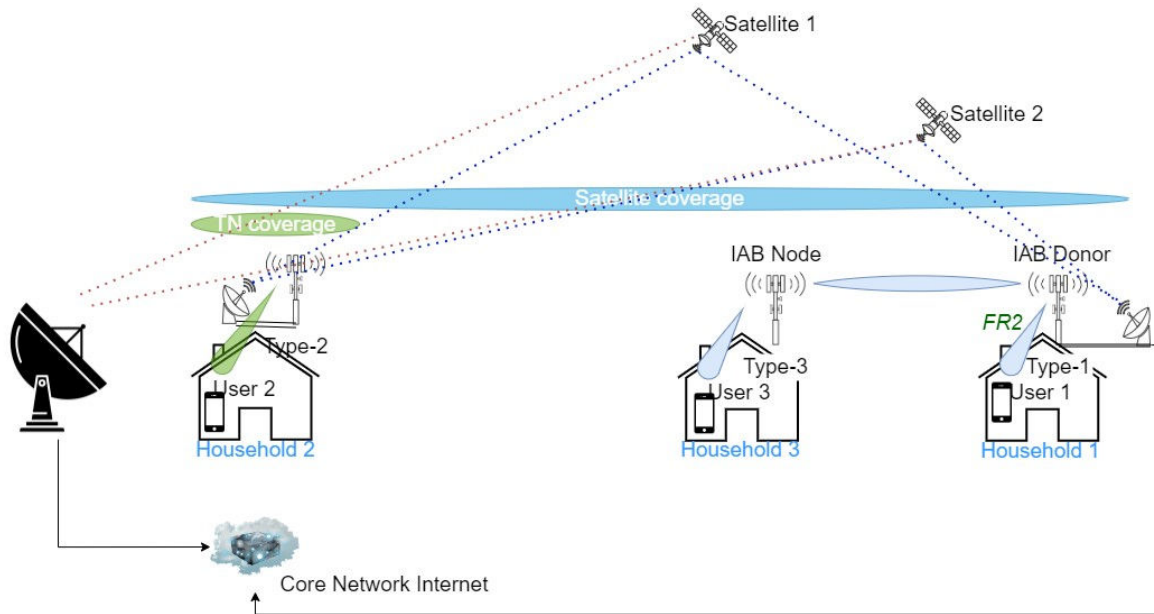 Satellite 1
Satellite 2
Satellite coverage
TN coverage
IAB Node
IAB Donor
FR2
Type-2
Type-3
Type-1
User 2
User 3
User 1
Household 2
Household 3
Household 1
Core Network Internet